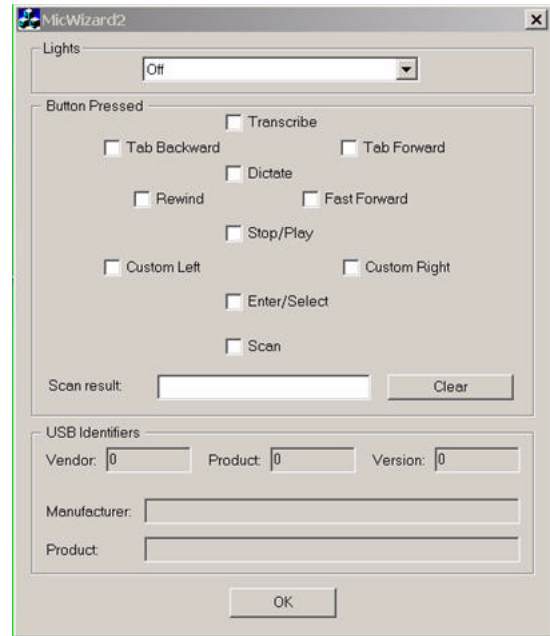 MicWizard2
Lights
Off
Button Pressed
Transcribe
Tab Backward Tab Forward
Dictate
Rewind Fast Forward
Stop/Play
Custom Left Custom Right
Enter/Select
Scan
Scan result: Clear
USB Identifiers
Vendor: 0 Product: 0 Version: 0
Manufacturer:
Product:
OK